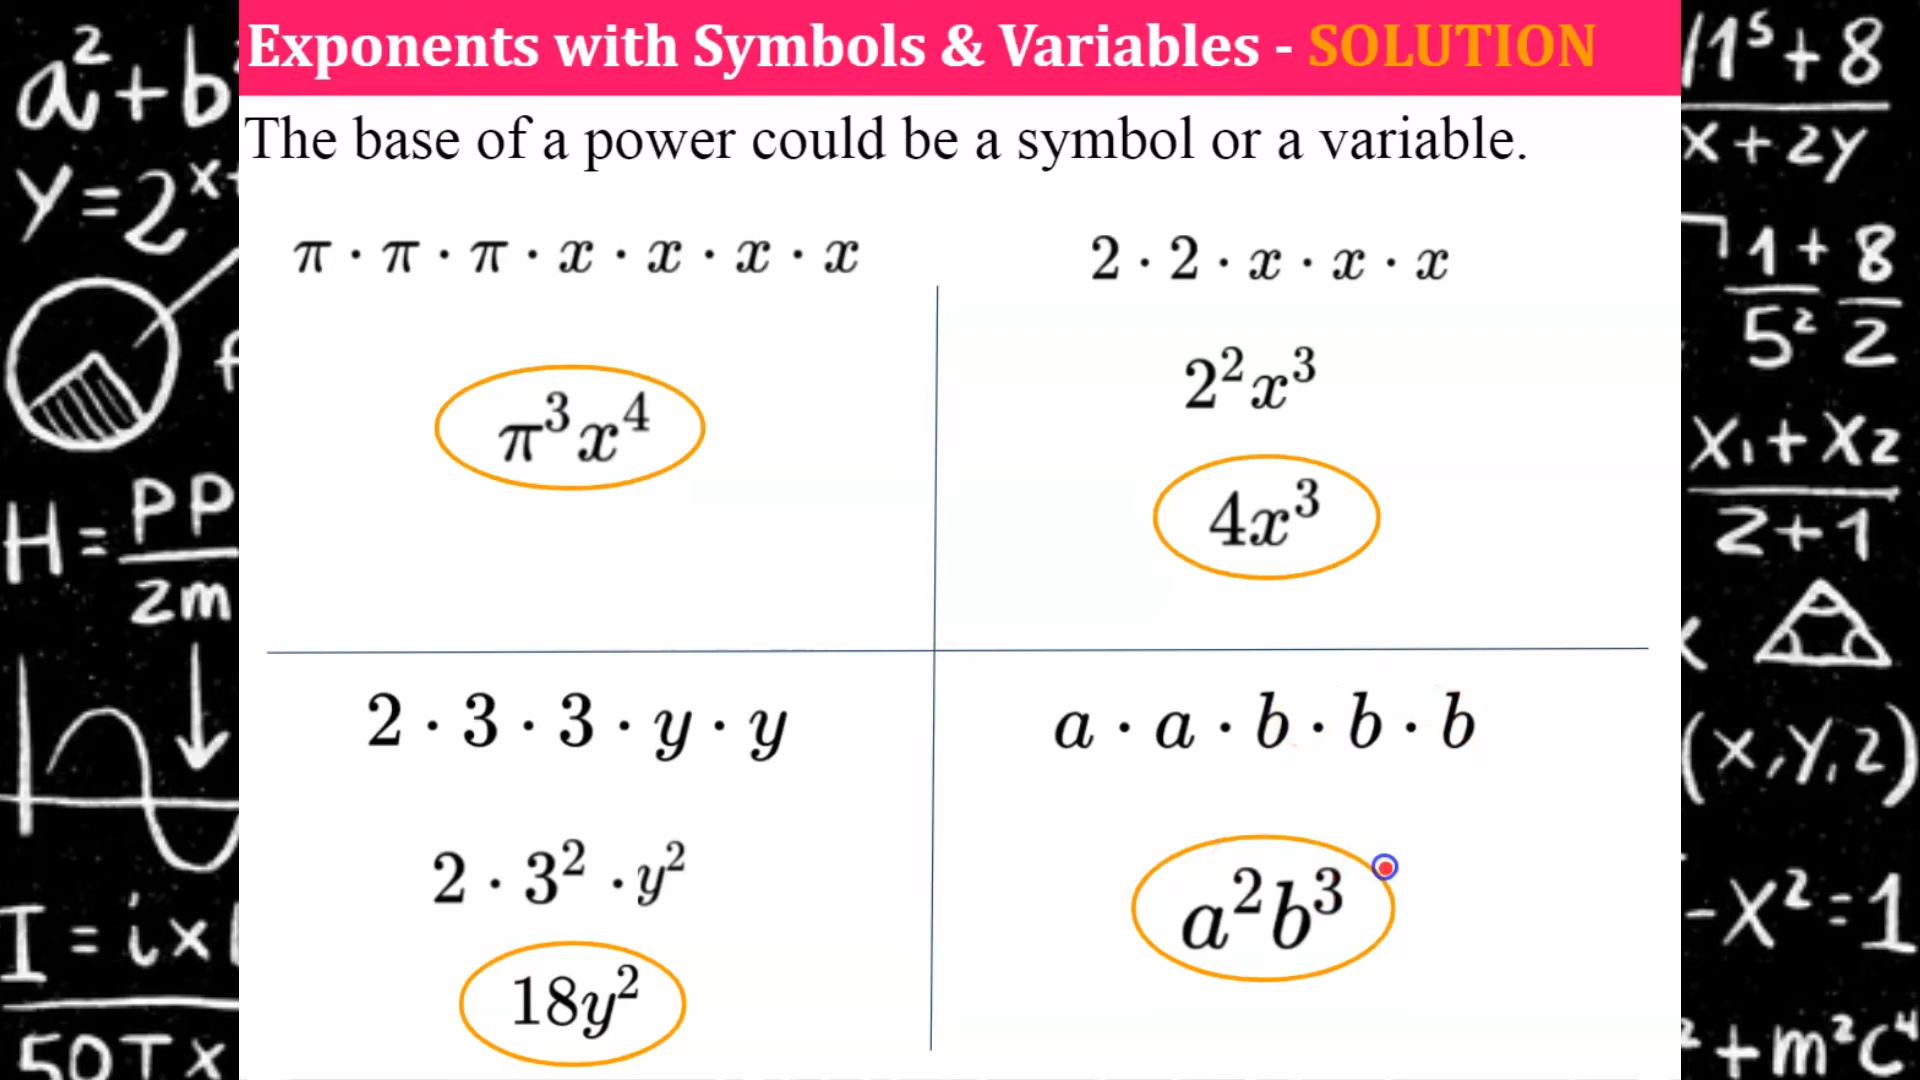 Exponents with Symbols & Variables - SOLUTION
The base of a power could be a symbol or a variable.
π · π · π · x · x · x · x
π³x⁴
2 · 2 · x · x · x
2²x³
4x³
2 · 3 · 3 · y · y
2 · 3² · y²
18y²
a · a · b · b · b
a²b³
a²+b
y=2ˣ
H = PP
2m
I = ix
50Tx
11⁵+8
x+2y
1+ 8
5² 2
x₁+x₂
2+1
(x,y,2)
-x²=1
+m²c⁴